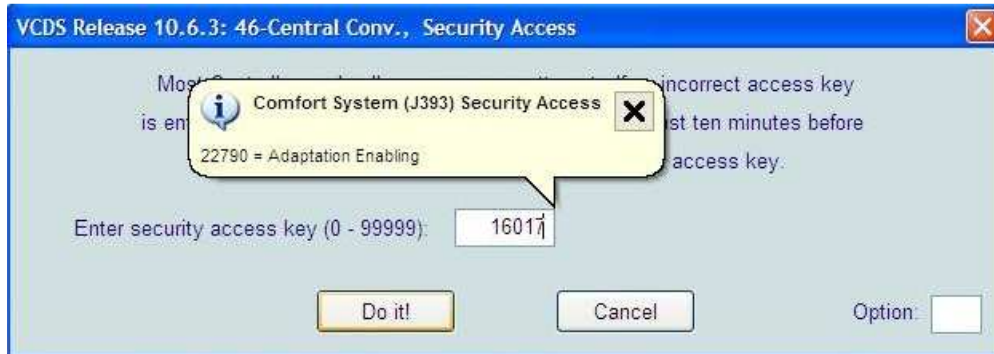 VCDS Release 10.6.3: 46-Central Conv., Security Access
Most incorrect access key
Comfort System (J393) Security Access
is en ten minutes before
22790 = Adaptation Enabling
access key.
Enter security access key (0 - 99999): 16017
Do it!
Cancel
Option: